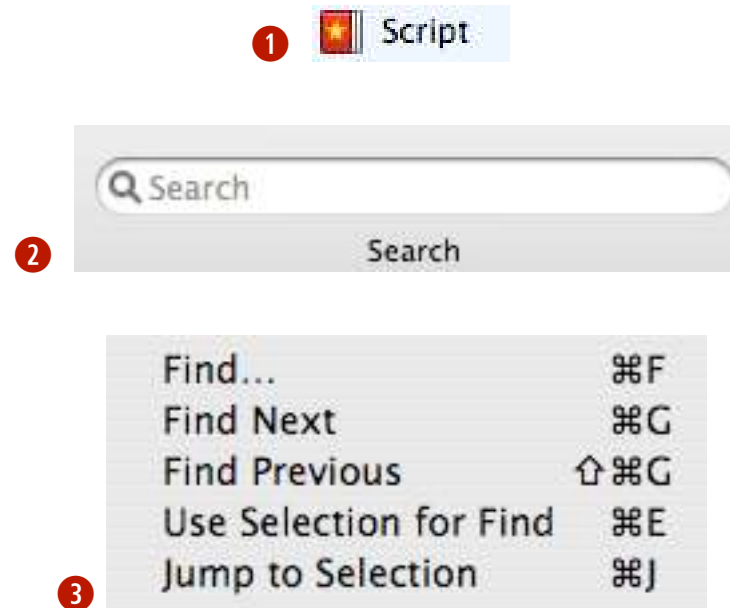 1 Script
Search
2 Search
Find... ⌘F
Find Next ⌘G
Find Previous ⇧⌘G
Use Selection for Find ⌘E
3 Jump to Selection ⌘J